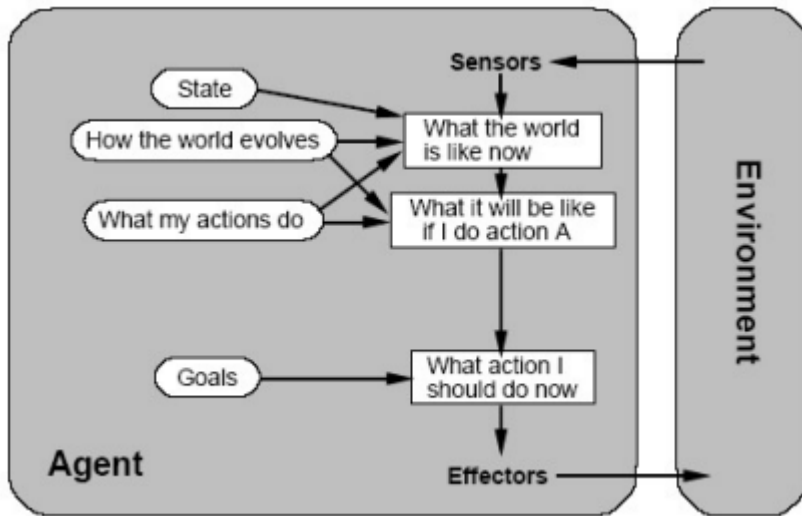 Sensors
State
How the world evolves
What the world
is like now
What my actions do
What it will be like
if I do action A
Goals
What action I
should do now
Agent
Effectors
Environment